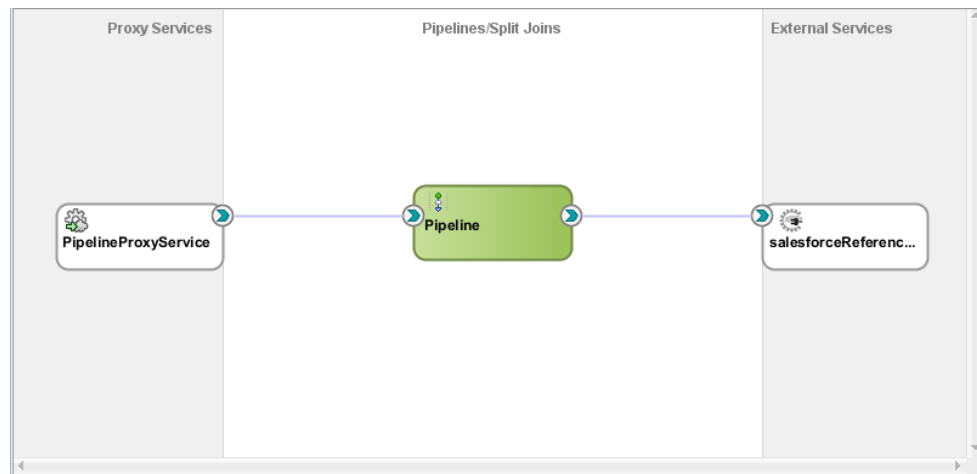 Proxy Services
Pipelines/Split Joins
External Services
PipelineProxyService
Pipeline
salesforceReferenc...